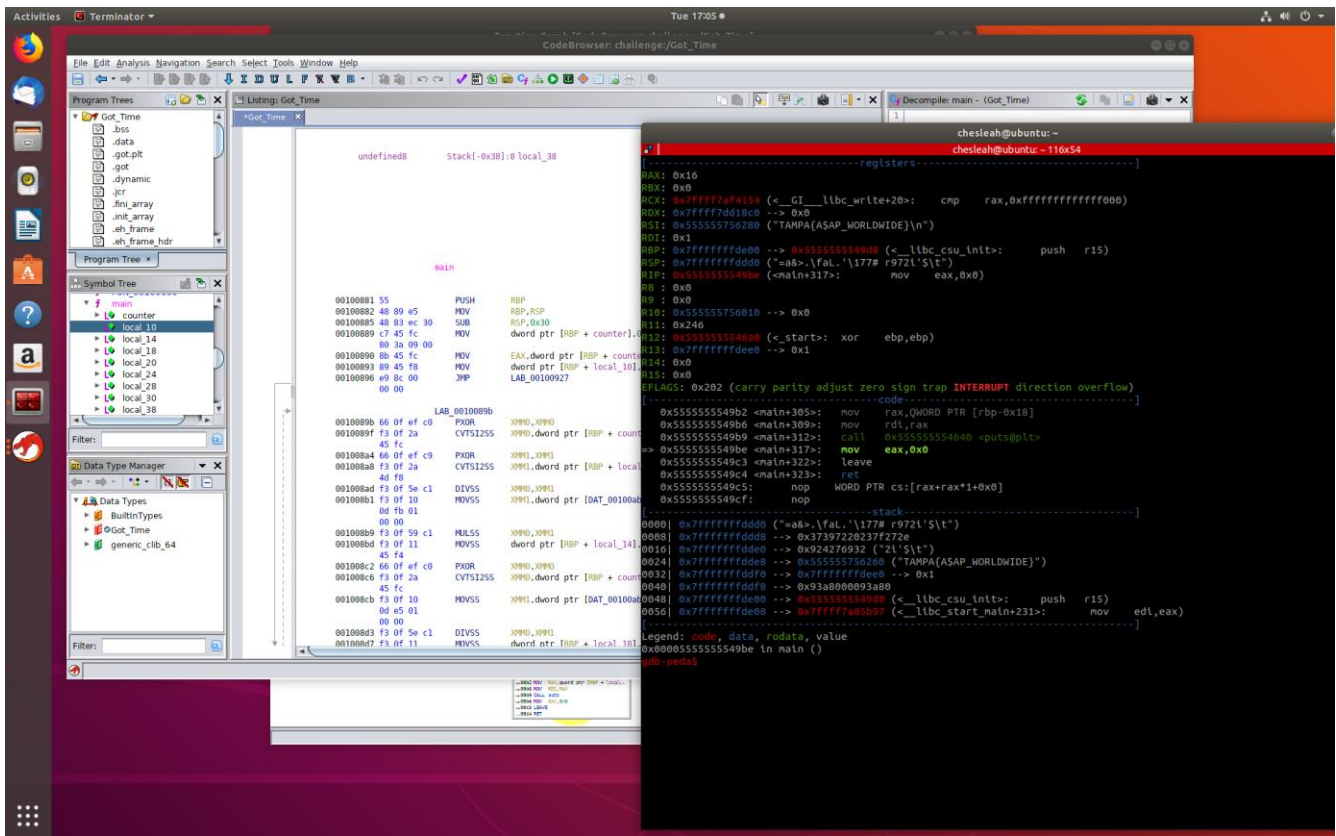 Activities Terminator Tue 17:05
CodeBrowser: challenge:/Got_Time
File Edit Analysis Navigation Search Select Tools Window Help
Program Trees
Got_Time
.bss
.data
.got.plt
.got
.dynamic
.jcr
.fini_array
.init_array
.eh_frame
.eh_frame_hdr
Program Tree
Symbol Tree
main
counter
local_10
local_14
local_18
local_20
local_24
local_28
local_30
local_38
Filter:
Data Type Manager
Data Types
BuiltInTypes
Got_Time
generic_clib_64
Filter:
Listing: Got_Time
*Got_Time
undefined8 Stack[-0x38]:8 local_38
main
00100881 55 PUSH RBP
00100882 48 89 e5 MOV RBP,RSP
00100885 48 83 ec 30 SUB RSP,0x30
00100889 c7 45 fc MOV dword ptr [RBP + counter],
80 3a 09 00
00100890 8b 45 fc MOV EAX,dword ptr [RBP + counte
00100893 89 45 f8 MOV dword ptr [RBP + local_10],
00100896 e9 8c 00 JMP LAB_00100927
00 00
LAB_0010089b
0010089b 66 0f ef c0 PXOR XMM0,XMM0
0010089f f3 0f 2a CVTSI2SS XMM0,dword ptr [RBP + count
45 fc
001008a4 66 0f ef c9 PXOR XMM1,XMM1
001008a8 f3 0f 2a CVTSI2SS XMM1,dword ptr [RBP + local
4d f8
001008ad f3 0f 5e c1 DIVSS XMM0,XMM1
001008b1 f3 0f 10 MOVSS XMM1,dword ptr [DAT_00100ab
0d fb 01
00 00
001008b9 f3 0f 59 c1 MULSS XMM0,XMM1
001008bd f3 0f 11 MOVSS dword ptr [RBP + local_14],
45 f4
001008c2 66 0f ef c0 PXOR XMM0,XMM0
001008c6 f3 0f 2a CVTSI2SS XMM0,dword ptr [RBP + count
45 fc
001008cb f3 0f 10 MOVSS XMM1,dword ptr [DAT_00100ab
0d e5 01
00 00
001008d3 f3 0f 5e c1 DIVSS XMM0,XMM1
001008d7 f3 0f 11 MOVSS dword ptr [RBP + local_18],
Decompile: main - (Got_Time)
1
chesleah@ubuntu: ~
chesleah@ubuntu: ~ 116x54
[----------------------------------registers-----------------------------------]
RAX: 0x16
RBX: 0x0
RCX: 0x7ffff7af4154 (<__GI___libc_write+20>: cmp rax,0xfffffffffffff000)
RDX: 0x7ffff7dd18c0 --> 0x0
RSI: 0x555555756280 ("TAMPA{A$AP_WORLDWIDE}\n")
RDI: 0x1
RBP: 0x7fffffffde00 --> 0x5555555549d0 (<__libc_csu_init>: push r15)
RSP: 0x7fffffffddd0 ("=a&>.\faL.'\177# r972i'$\t")
RIP: 0x5555555549be (<main+317>: mov eax,0x0)
R8 : 0x0
R9 : 0x0
R10: 0x555555756010 --> 0x0
R11: 0x246
R12: 0x5555555546a0 (<_start>: xor ebp,ebp)
R13: 0x7fffffffdee0 --> 0x1
R14: 0x0
R15: 0x0
EFLAGS: 0x202 (carry parity adjust zero sign trap INTERRUPT direction overflow)
[-------------------------------------code-------------------------------------]
0x5555555549b2 <main+305>: mov rax,QWORD PTR [rbp-0x18]
0x5555555549b6 <main+309>: mov rdi,rax
0x5555555549b9 <main+312>: call 0x555555554640 <puts@plt>
=> 0x5555555549be <main+317>: mov eax,0x0
0x5555555549c3 <main+322>: leave
0x5555555549c4 <main+323>: ret
0x5555555549c5: nop WORD PTR cs:[rax+rax*1+0x0]
0x5555555549cf: nop
[------------------------------------stack-------------------------------------]
0000| 0x7fffffffddd0 ("=a&>.\faL.'\177# r972i'$\t")
0008| 0x7fffffffddd8 --> 0x37397220237f272e
0016| 0x7fffffffdde0 --> 0x924276932 ("2i'$\t")
0024| 0x7fffffffdde8 --> 0x555555756260 ("TAMPA{A$AP_WORLDWIDE}")
0032| 0x7fffffffddf0 --> 0x7fffffffdee0 --> 0x1
0040| 0x7fffffffddf8 --> 0x93a8000093a80
0048| 0x7fffffffde00 --> 0x5555555549d0 (<__libc_csu_init>: push r15)
0056| 0x7fffffffde08 --> 0x7ffff7a05b97 (<__libc_start_main+231>: mov edi,eax)
[------------------------------------------------------------------------------]
Legend: code, data, rodata, value
0x00005555555549be in main ()
gdb-peda$